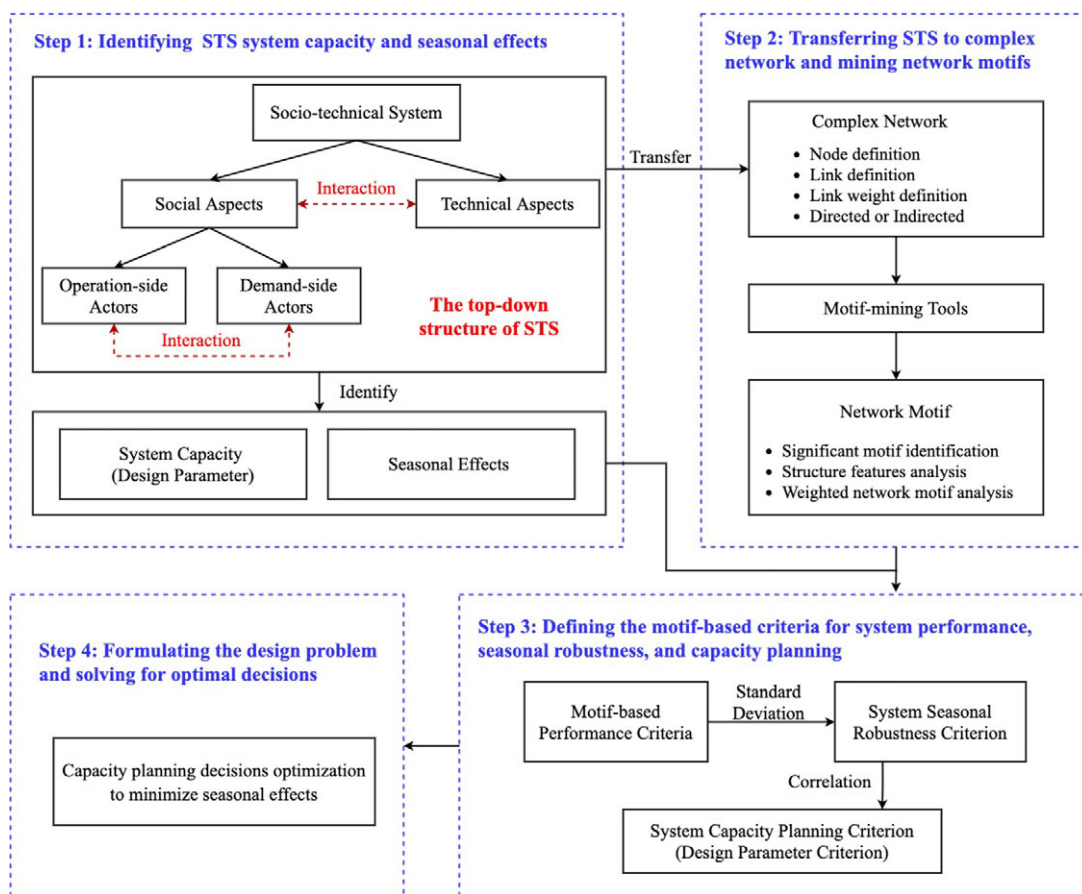 Step 1: Identifying STS system capacity and seasonal effects
Socio-technical System
Social Aspects
Interaction
Technical Aspects
Operation-side
Actors
Demand-side
Actors
Interaction
The top-down
structure of STS
Identify
System Capacity
(Design Parameter)
Seasonal Effects
Transfer
Step 2: Transferring STS to complex
network and mining network motifs
Complex Network
• Node definition
• Link definition
• Link weight definition
• Directed or Indirected
Motif-mining Tools
Network Motif
• Significant motif identification
• Structure features analysis
• Weighted network motif analysis
Step 3: Defining the motif-based criteria for system performance,
seasonal robustness, and capacity planning
Motif-based
Performance Criteria
Standard
Deviation
System Seasonal
Robustness Criterion
Correlation
System Capacity Planning Criterion
(Design Parameter Criterion)
Step 4: Formulating the design problem
and solving for optimal decisions
Capacity planning decisions optimization
to minimize seasonal effects